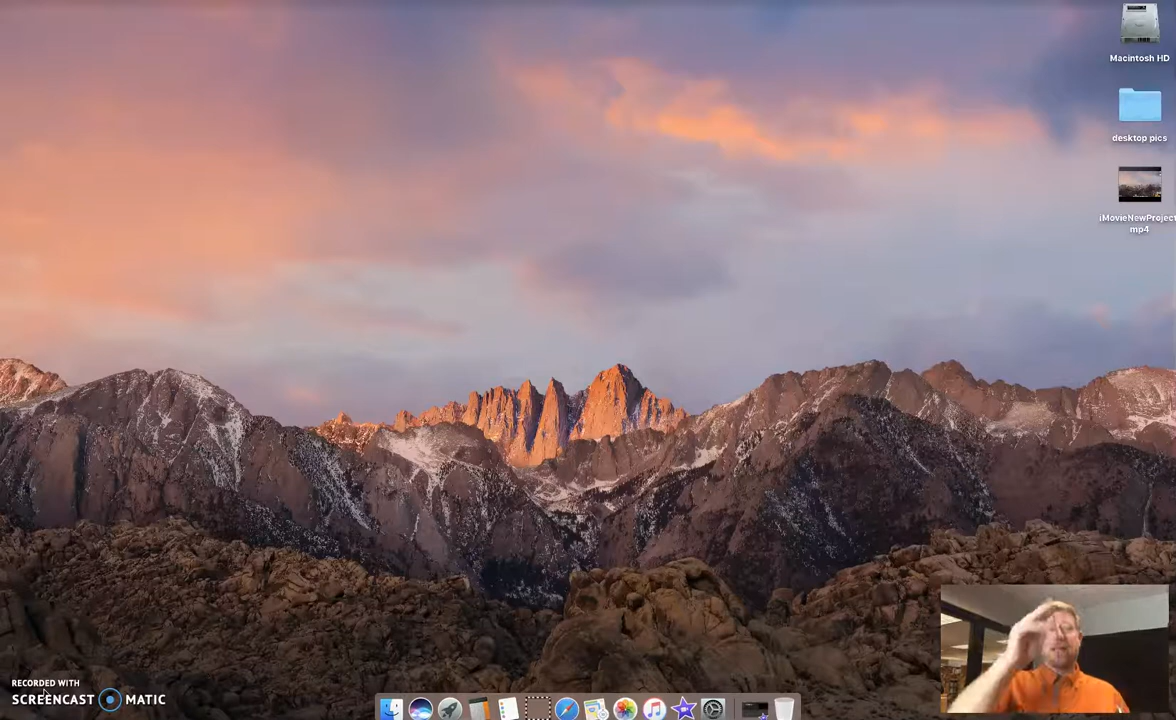 Macintosh HD
desktop pics
iMovieNewProject
mp4
RECORDED WITH
SCREENCAST MATIC